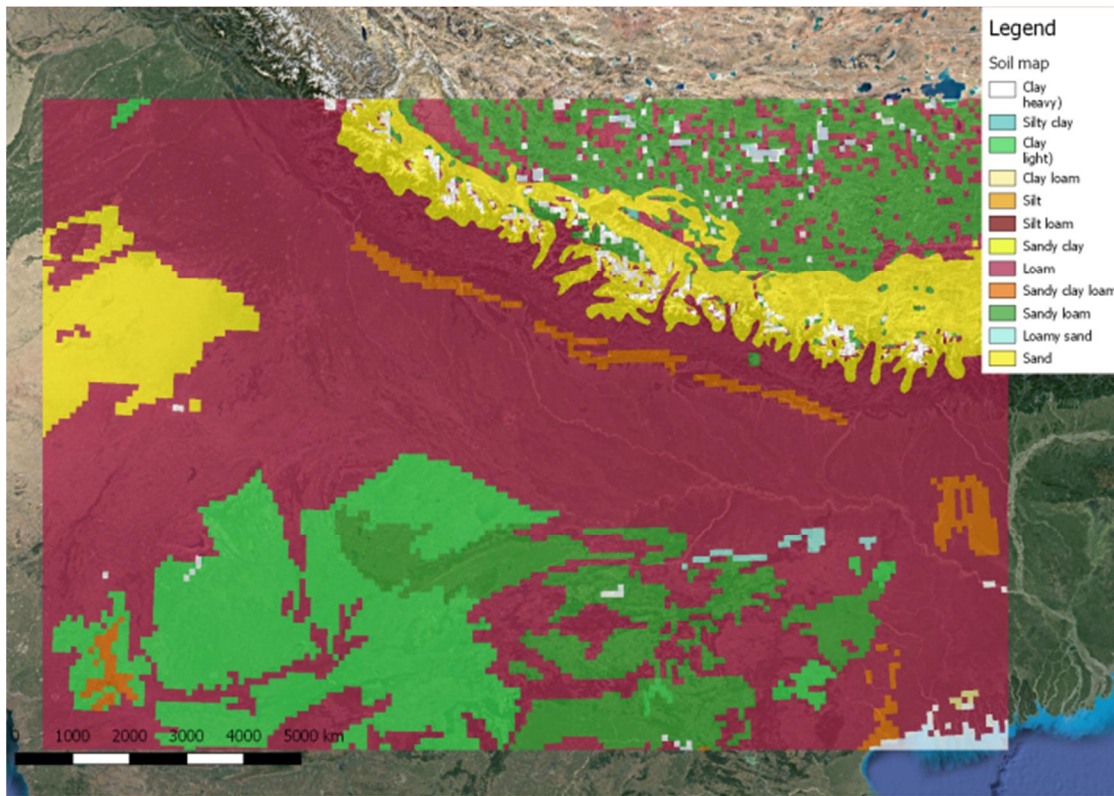 Legend
Soil map
Clay
heavy)
Silty clay
Clay
light)
Clay loam
Silt
Silt loam
Sandy clay
Loam
Sandy clay loam
Sandy loam
Loamy sand
Sand
0 1000 2000 3000 4000 5000 km